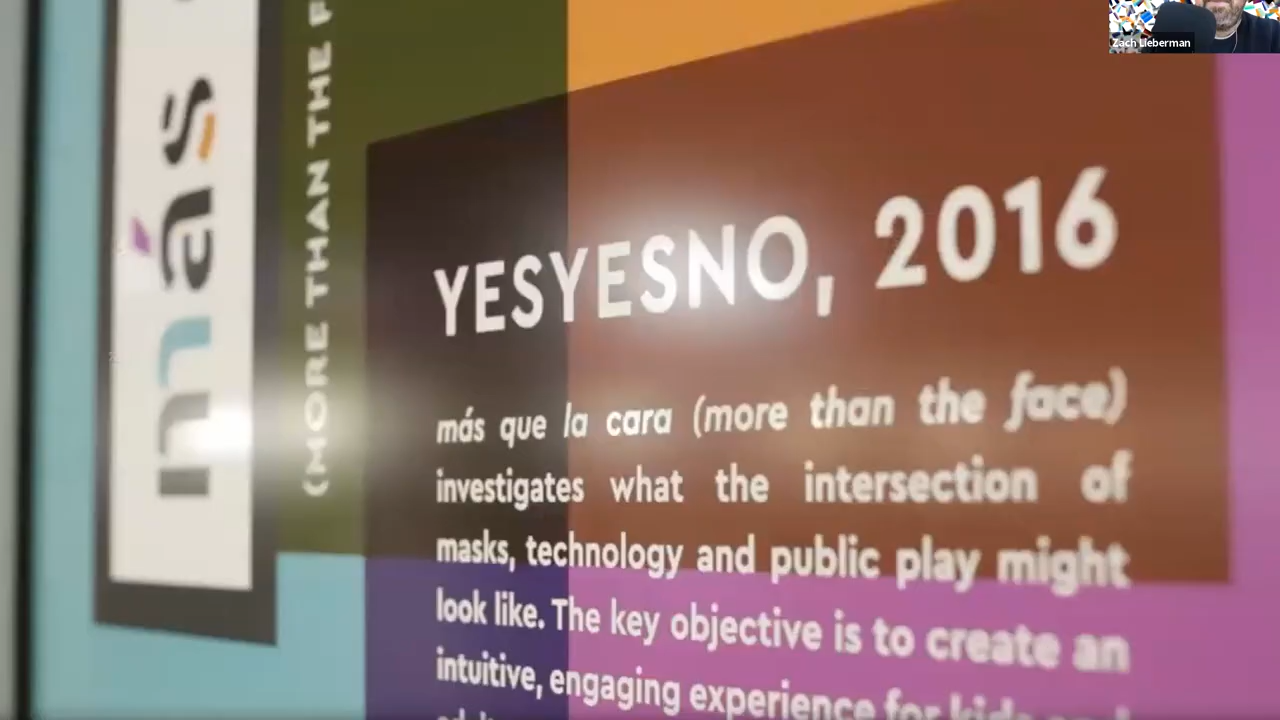 Zach Lieberman
más
(MORE THAN THE F
YESYESNO, 2016
más que la cara (more than the face)
investigates what the intersection of
masks, technology and public play might
look like. The key objective is to create an
intuitive, engaging experience for kids and